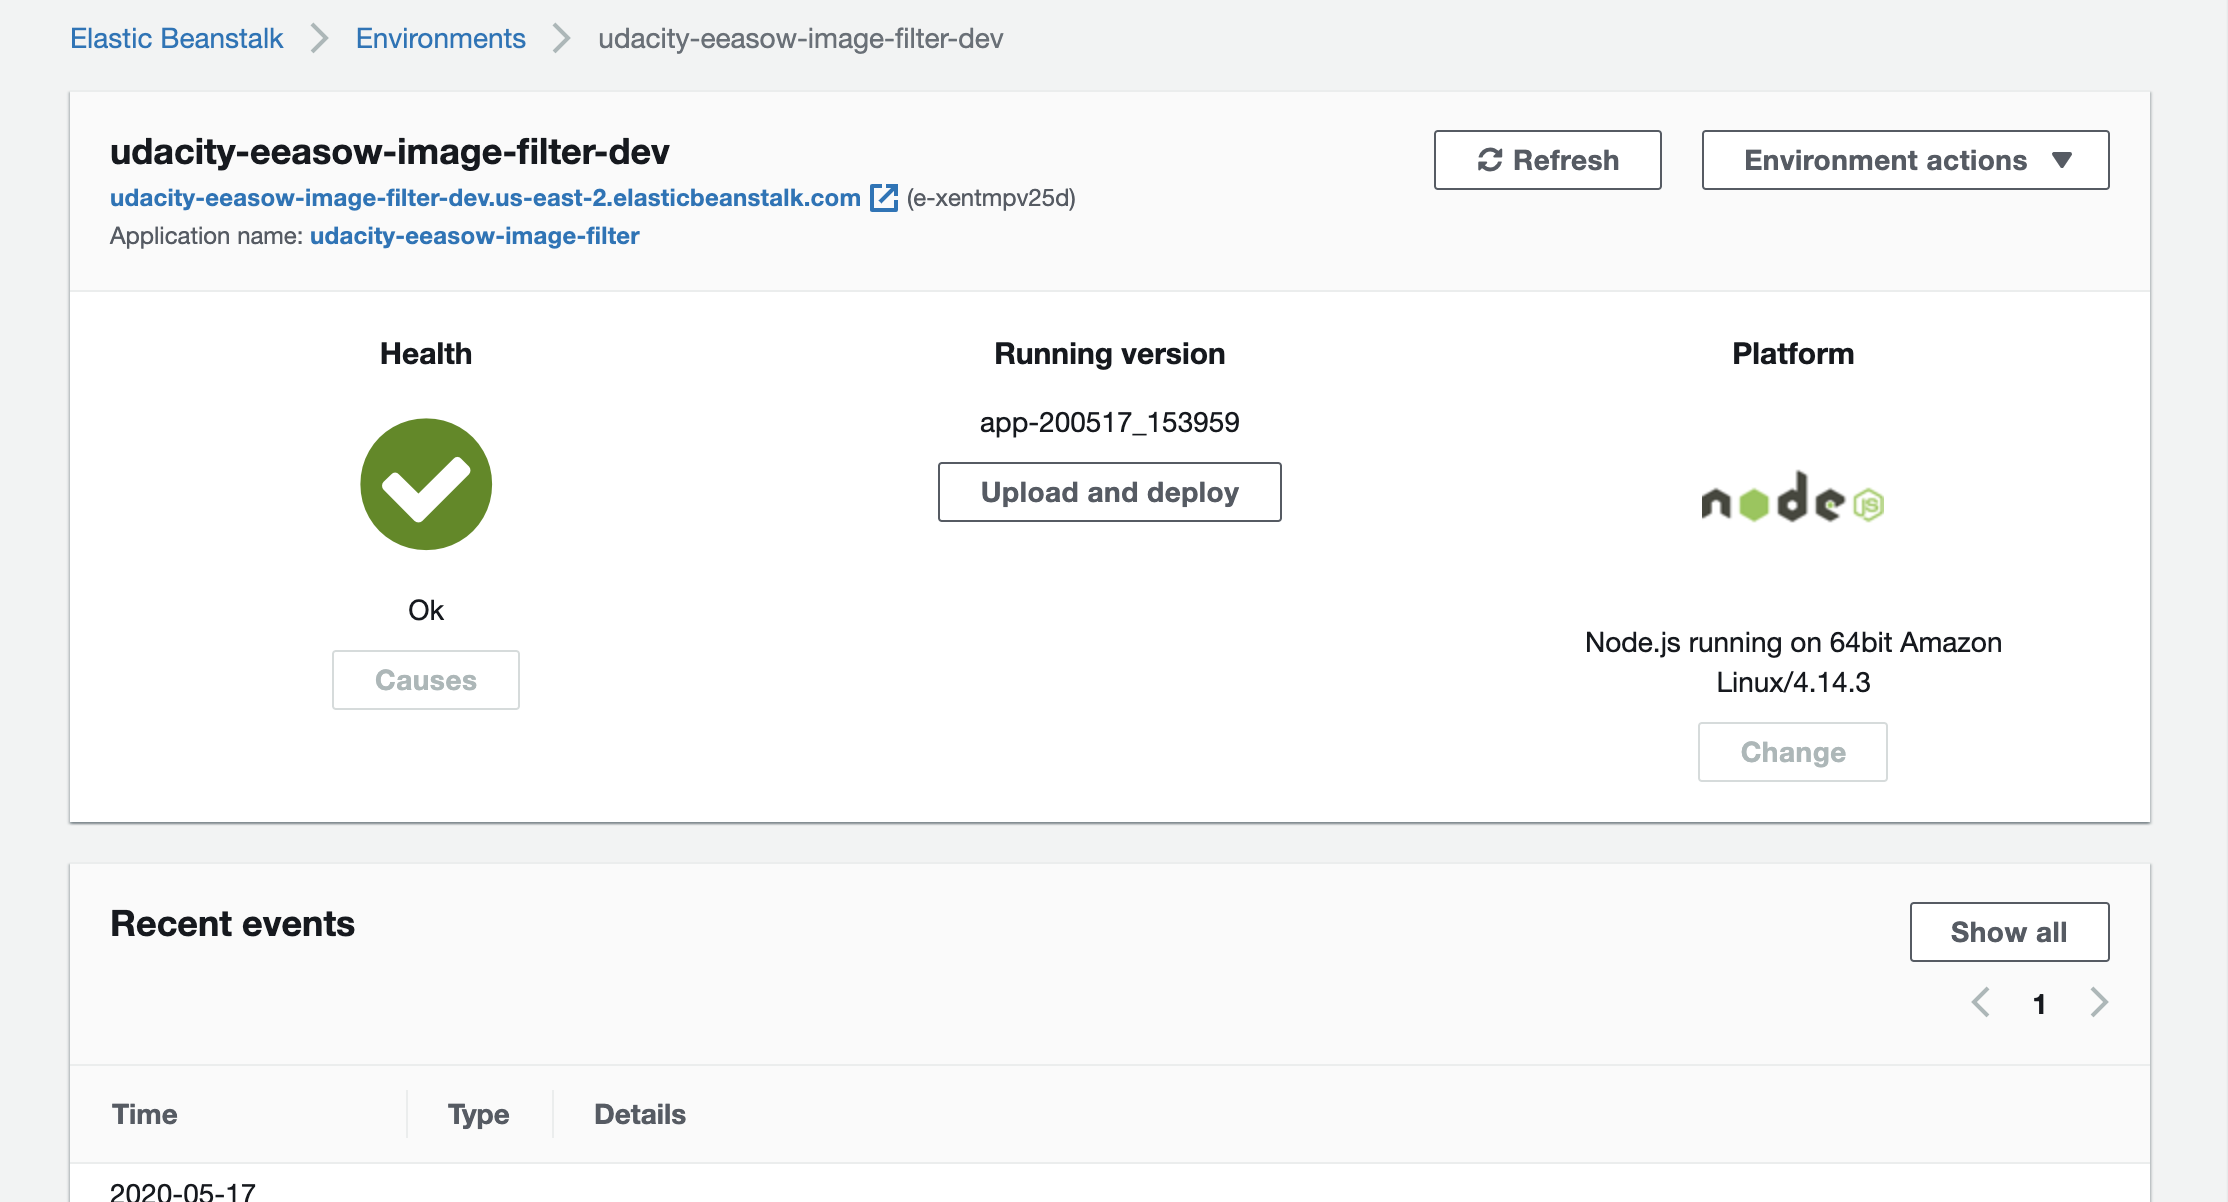 Elastic Beanstalk > Environments > udacity-eeasow-image-filter-dev
udacity-eeasow-image-filter-dev
Refresh
Environment actions
udacity-eeasow-image-filter-dev.us-east-2.elasticbeanstalk.com (e-xentmpv25d)
Application name: udacity-eeasow-image-filter
Health
Running version
Platform
app-200517_153959
Upload and deploy
node JS
Ok
Causes
Node.js running on 64bit Amazon
Linux/4.14.3
Change
Recent events
Show all
1
Time
Type
Details
2020-05-17